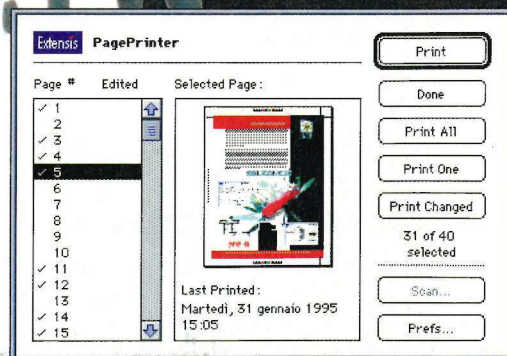 Extensis PagePrinter
Page # Edited
✓ 1
2
✓ 3
✓ 4
✓ 5
6
7
8
9
10
✓ 11
✓ 12
13
✓ 14
✓ 15
Selected Page:
Last Printed:
Martedì, 31 gennaio 1995
15:05
Print
Done
Print All
Print One
Print Changed
31 of 40
selected
Scan...
Prefs...